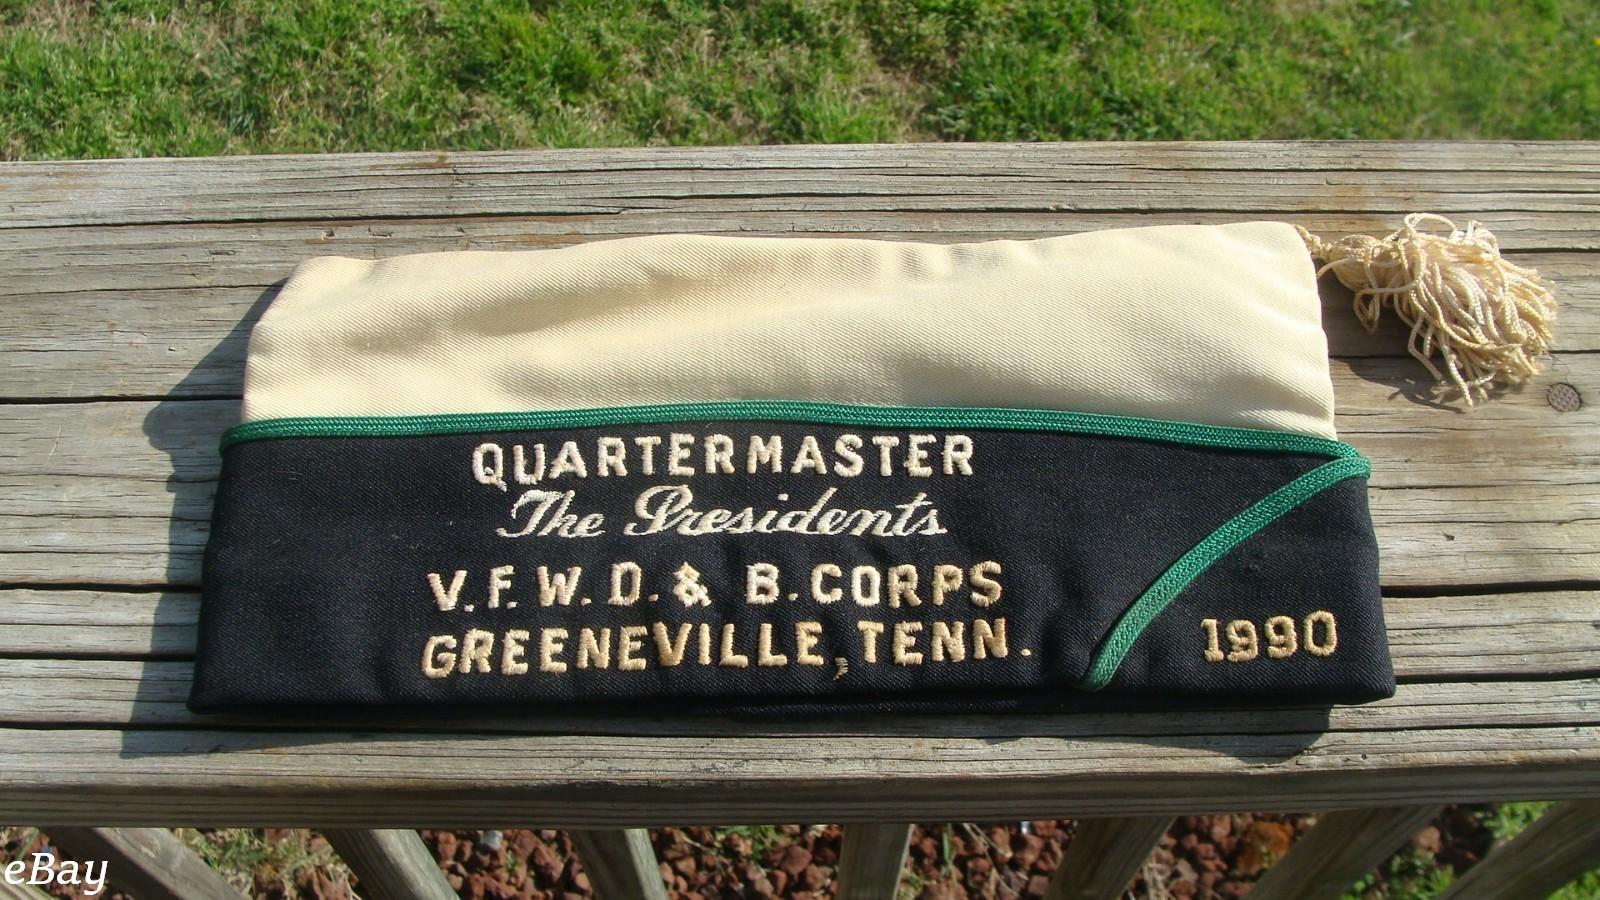 QUARTERMASTER
The Presidents
V.F.W. D. & B. CORPS
GREENEVILLE, TENN.
1990
eBay